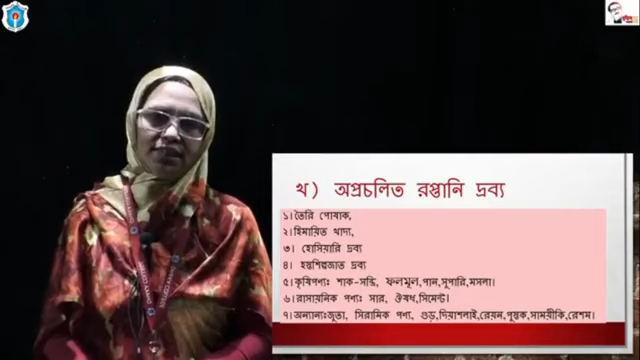 খ) অপ্রচলিত রপ্তানি দ্রব্য
১। তৈরি পোষাক,
২। হিমায়িত খাদ্য,
৩। হোসিয়ারি দ্রব্য
৪। হস্তশিল্পজাত দ্রব্য
৫। কৃষিপণ্যঃ শাক-সব্জি, ফলমূল,পান,সুপারি,মসলা।
৬। রাসায়নিক পণ্যঃ সার, ঔষধ,সিমেন্ট।
৭। অন্যান্যঃজুতা, সিরামিক পণ্য, গুড়,দিয়াশলাই,রেয়ন,পুস্তক,সাময়ীকি,রেশম।